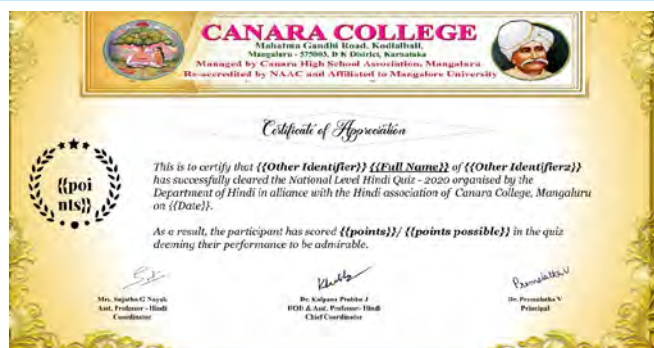 CANARA COLLEGE
Mahatma Gandhi Road, Kodialbail,
Mangaluru - 575003, D K District, Karnataka
Managed by Canara High School Association, Mangaluru
Re-accredited by NAAC and Affiliated to Mangalore University
Certificate of Appreciation
{{poi
nts}}
This is to certify that {{Other Identifier}} {{Full Name}} of {{Other Identifier2}}
has successfully cleared the National Level Hindi Quiz - 2020 organised by the
Department of Hindi in alliance with the Hindi association of Canara College, Mangaluru
on {{Date}}.
As a result, the participant has scored {{points}}/ {{points possible}} in the quiz
deeming their performance to be admirable.
Premalatha V
Mrs. Sujatha G Nayak
Dr. Kalpana Prabhu J
Dr. Premalatha V
Asst. Professor - Hindi
HOD & Asst. Professor- Hindi
Principal
Coordinator
Chief Coordinator